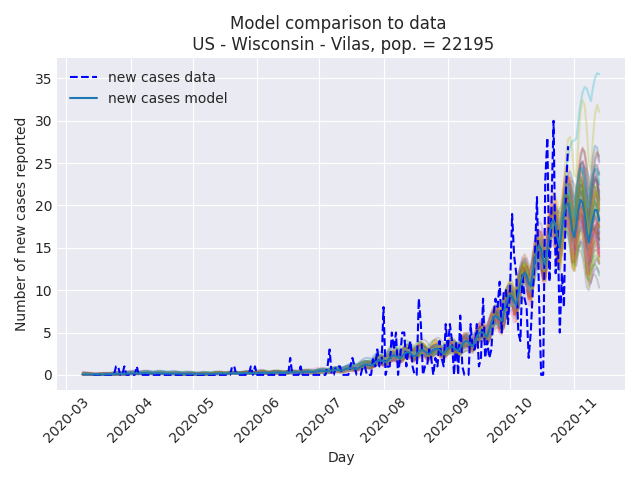 Model comparison to data
US - Wisconsin - Vilas, pop. = 22195
new cases data
new cases model
Number of new cases reported
35
30
25
20
15
10
5
0
2020-03
2020-04
2020-05
2020-06
2020-07
2020-08
2020-09
2020-10
2020-11
Day